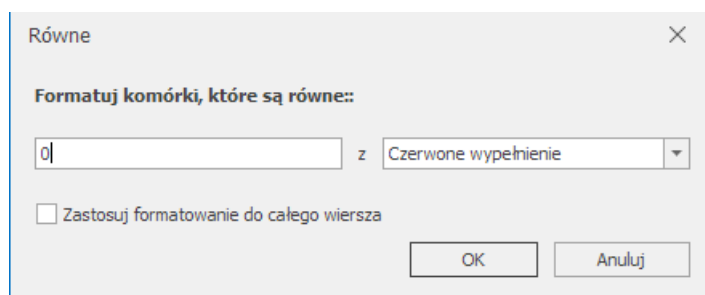 Równe
Formatuj komórki, które są równe::
0 z Czerwone wypełnienie
Zastosuj formatowanie do całego wiersza
OK Anuluj